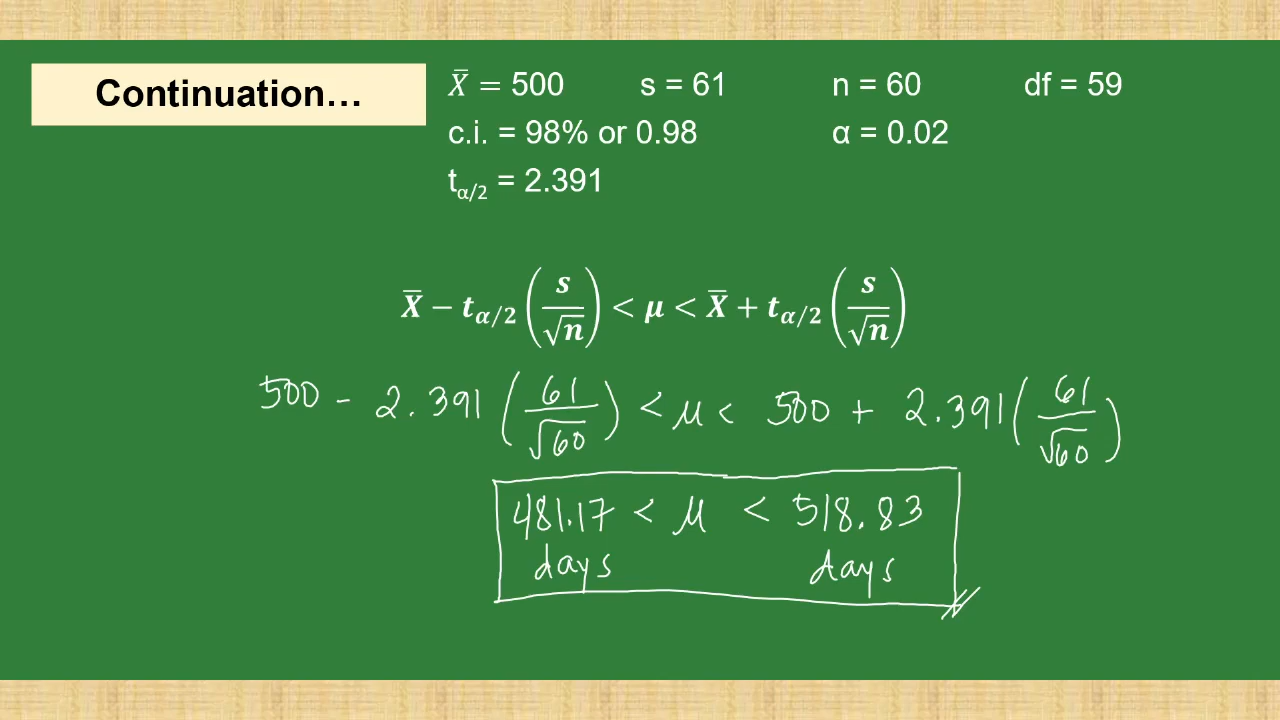 Continuation…
X̄ = 500 s = 61 n = 60 df = 59
c.i. = 98% or 0.98 α = 0.02
tα/2 = 2.391
X̄ − tα/2 (s/√n) < μ < X̄ + tα/2 (s/√n)
500 - 2.391 (61/√60) < μ < 500 + 2.391 (61/√60)
481.17 < μ < 518.83
days days